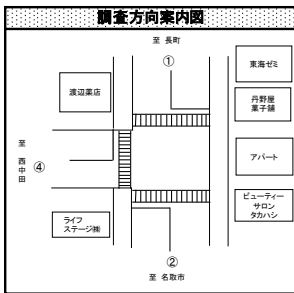 調査方向案内図
至 長町
①
東海ゼミ
渡辺薬店
丹野屋
菓子舗
至 西中田
④
アパート
ビューティー
サロン
タカハシ
ライフ
ステージ㈱
②
至 名取市